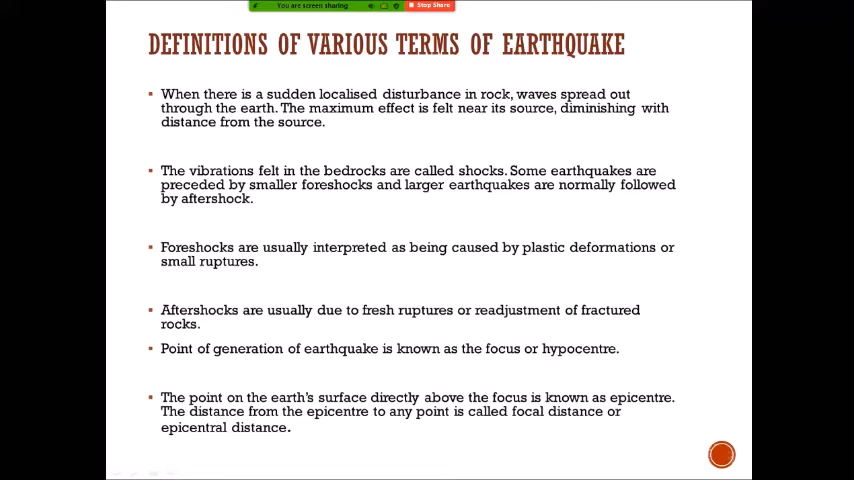 You are screen sharing
Stop Share
DEFINITIONS OF VARIOUS TERMS OF EARTHQUAKE
When there is a sudden localised disturbance in rock, waves spread out
through the earth. The maximum effect is felt near its source, diminishing with
distance from the source.
The vibrations felt in the bedrocks are called shocks. Some earthquakes are
preceded by smaller foreshocks and larger earthquakes are normally followed
by aftershock.
Foreshocks are usually interpreted as being caused by plastic deformations or
small ruptures.
Aftershocks are usually due to fresh ruptures or readjustment of fractured
rocks.
Point of generation of earthquake is known as the focus or hypocentre.
The point on the earth's surface directly above the focus is known as epicentre.
The distance from the epicentre to any point is called focal distance or
epicentral distance.